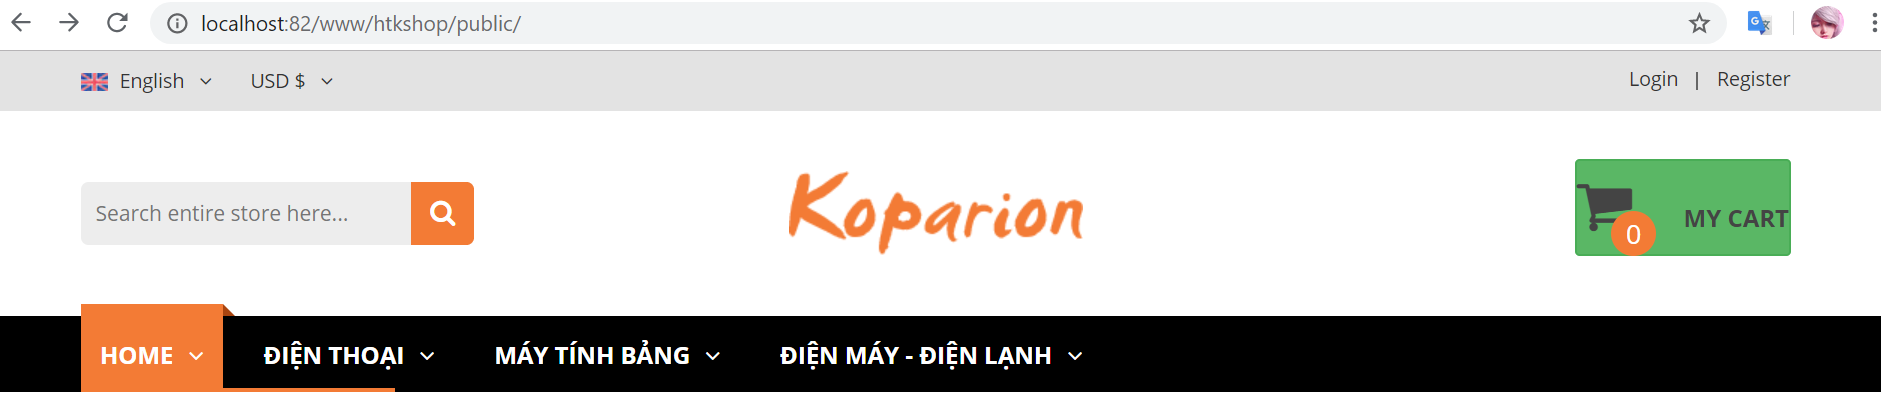 localhost:82/www/htkshop/public/
English USD $ Login | Register
Search entire store here...
Koparion
0 MY CART
HOME ĐIỆN THOẠI MÁY TÍNH BẢNG ĐIỆN MÁY - ĐIỆN LẠNH